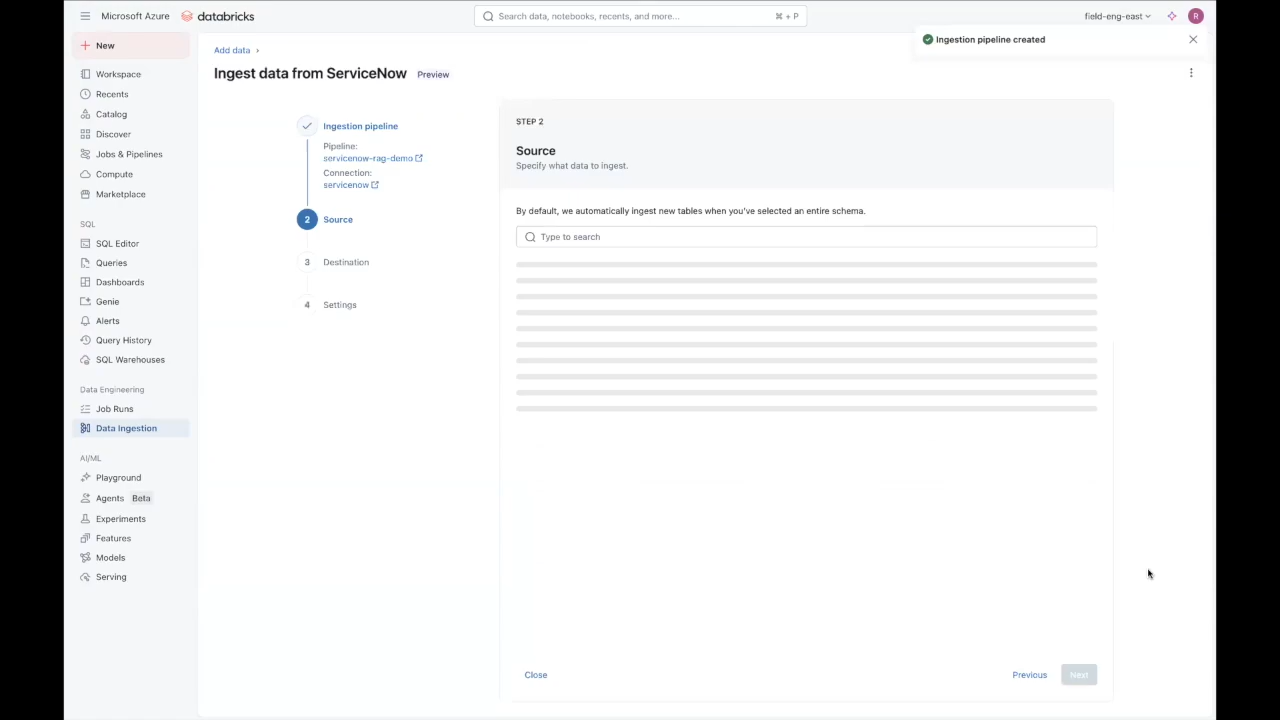 Microsoft Azure databricks
Search data, notebooks, recents, and more... ⌘ + P
field-eng-east
R
Ingestion pipeline created
New
Workspace
Recents
Catalog
Discover
Jobs & Pipelines
Compute
Marketplace
SQL
SQL Editor
Queries
Dashboards
Genie
Alerts
Query History
SQL Warehouses
Data Engineering
Job Runs
Data Ingestion
AI/ML
Playground
Agents Beta
Experiments
Features
Models
Serving
Add data ›
Ingest data from ServiceNow Preview
Ingestion pipeline
Pipeline:
servicenow-rag-demo
Connection:
servicenow
2 Source
3 Destination
4 Settings
STEP 2
Source
Specify what data to ingest.
By default, we automatically ingest new tables when you've selected an entire schema.
Type to search
Close
Previous
Next